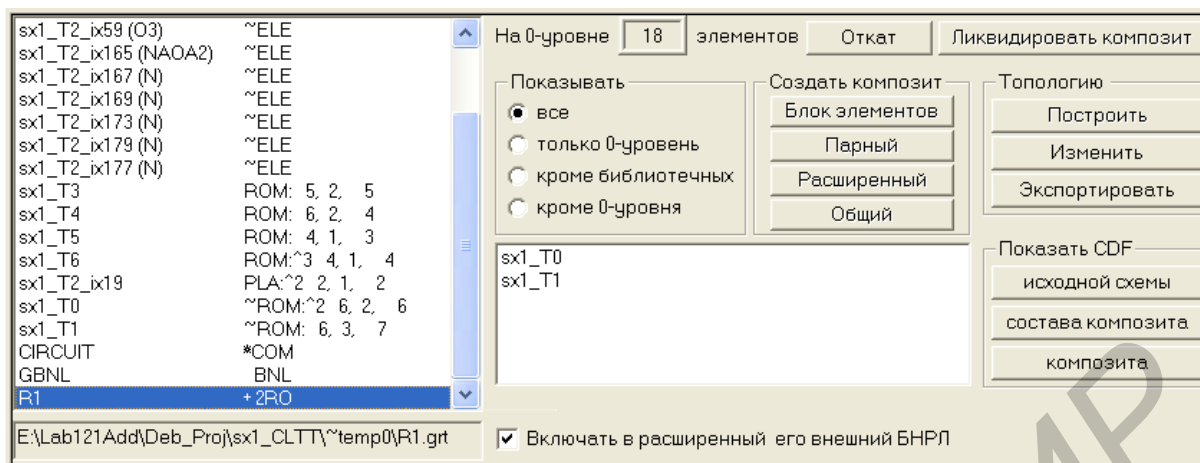 sx1_T2_ix59 (O3) ~ELE
sx1_T2_ix165 (NAOA2) ~ELE
sx1_T2_ix167 (N) ~ELE
sx1_T2_ix169 (N) ~ELE
sx1_T2_ix173 (N) ~ELE
sx1_T2_ix179 (N) ~ELE
sx1_T2_ix177 (N) ~ELE
sx1_T3 ROM: 5, 2, 5
sx1_T4 ROM: 6, 2, 4
sx1_T5 ROM: 4, 1, 3
sx1_T6 ROM:^3 4, 1, 4
sx1_T2_ix19 PLA:^2 2, 1, 2
sx1_T0 ~ROM:^2 6, 2, 6
sx1_T1 ~ROM: 6, 3, 7
CIRCUIT *COM
GBNL BNL
R1 + 2RO
E:\Lab121Add\Deb_Proj\sx1_CLTT\~temp0\R1.grt
На 0-уровне 18 элементов Откат Ликвидировать композит
Показывать
все
только 0-уровень
кроме библиотечных
кроме 0-уровня
Создать композит
Блок элементов
Парный
Расширенный
Общий
Топологию
Построить
Изменить
Экспортировать
sx1_T0
sx1_T1
Показать CDF
исходной схемы
состава композита
композита
Включать в расширенный его внешний БНРЛ